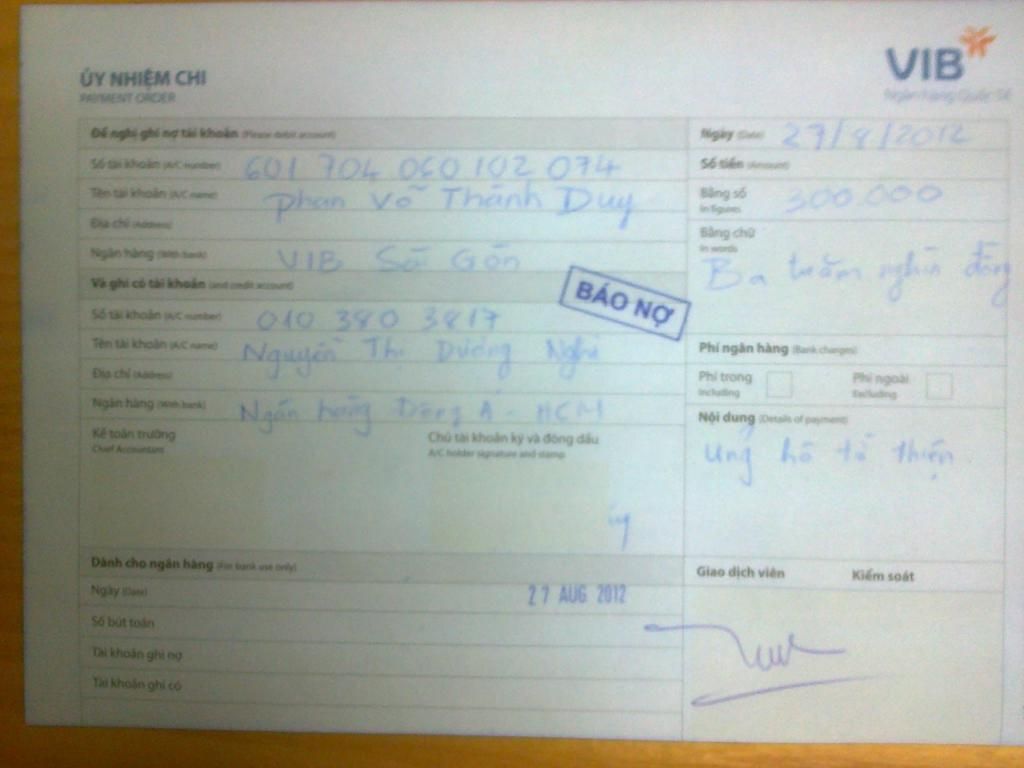 VIB
Ngân hàng Quốc Tế
ỦY NHIỆM CHI
PAYMENT ORDER
Đề nghị ghi nợ tài khoản (Please debit account)
Ngày (Date) 27/8/2012
Số tài khoản (A/C number) 601 704 060 102 074
Số tiền (Amount)
Tên tài khoản (A/C name) Phan Võ Thành Duy
Bằng số 300.000
In figures
Địa chỉ (Address)
Bằng chữ
In words
Ngân hàng (With bank) VIB Sài Gòn
Ba trăm nghìn đồng
Và ghi có tài khoản (and credit account)
BÁO NỢ
Số tài khoản (A/C number) 010 380 3817
Tên tài khoản (A/C name) Nguyễn Thị Dương Nghi
Phí ngân hàng (Bank charges)
Địa chỉ (Address)
Phí trong
Including
Phí ngoài
Excluding
Ngân hàng (With bank) Ngân hàng Đông Á - HCM
Nội dung (Details of payment)
Kế toán trưởng
Chief Accountant
Chủ tài khoản ký và đóng dấu
A/C holder signature and stamp
Ủng hộ từ thiện
Dành cho ngân hàng (For bank use only)
Giao dịch viên Kiểm soát
Ngày (Date) 27 AUG 2012
Số bút toán
Tài khoản ghi nợ
Tài khoản ghi có